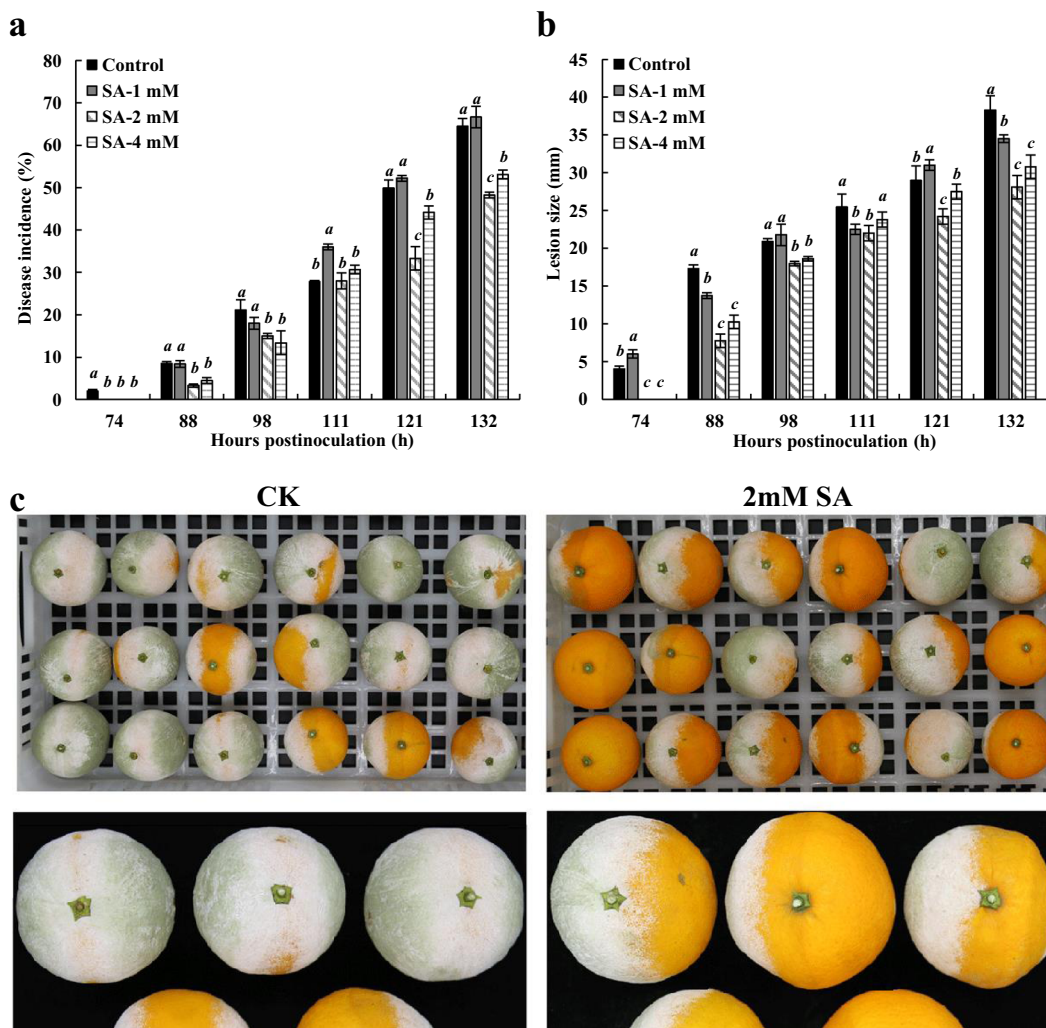 a
80
70
60
50
40
30
20
10
0
Disease incidence (%)
Control
SA-1 mM
SA-2 mM
SA-4 mM
a b b b
a a b b
a a b b
b a b b
a a c b
a a c b
74 88 98 111 121 132
Hours postinoculation (h)
b
45
40
35
30
25
20
15
10
5
0
Lesion size (mm)
Control
SA-1 mM
SA-2 mM
SA-4 mM
b a c c
a b c c
a a b b
a b b a
b a c b
a b c c
74 88 98 111 121 132
Hours postinoculation (h)
c
CK
2mM SA